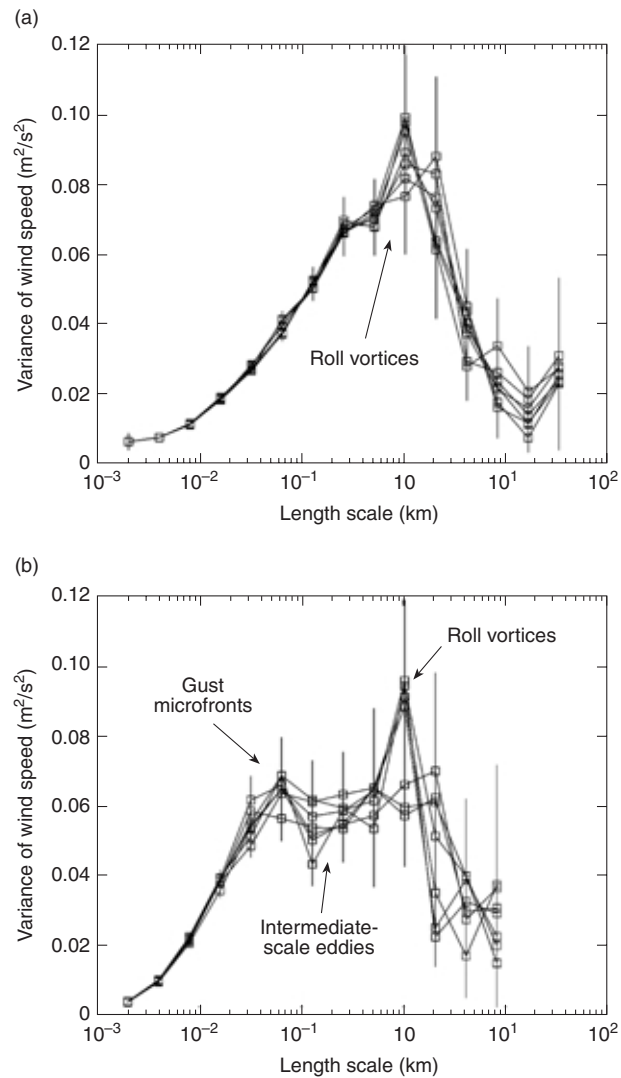 (a)
0.12
0.10
0.08
0.06
0.04
0.02
0
Variance of wind speed (m²/s²)
Roll vortices
10⁻³ 10⁻² 10⁻¹ 10⁰ 10¹ 10²
Length scale (km)
(b)
0.12
0.10
0.08
0.06
0.04
0.02
0
Variance of wind speed (m²/s²)
Roll vortices
Gust
microfronts
Intermediate-
scale eddies
10⁻³ 10⁻² 10⁻¹ 10⁰ 10¹ 10²
Length scale (km)